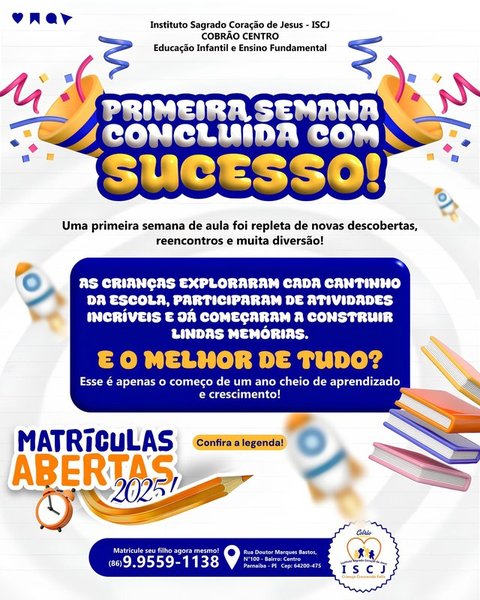 Instituto Sagrado Coração de Jesus - ISCJ
COBRÃO CENTRO
Educação Infantil e Ensino Fundamental
PRIMEIRA SEMANA
CONCLUÍDA COM
SUCESSO!
Uma primeira semana de aula foi repleta de novas descobertas,
reencontros e muita diversão!
AS CRIANÇAS EXPLORARAM CADA CANTINHO
DA ESCOLA, PARTICIPARAM DE ATIVIDADES
INCRÍVEIS E JÁ COMEÇARAM A CONSTRUIR
LINDAS MEMÓRIAS.
E O MELHOR DE TUDO?
Esse é apenas o começo de um ano cheio de aprendizado
e crescimento!
MATRÍCULAS
ABERTAS
2025!
Confira a legenda!
Matricule seu filho agora mesmo!
(86) 9.9559-1138
Rua Doutor Marques Bastos,
N°100 - Bairro: Centro
Parnaíba - PI Cep: 64200-475
Cobrão
ISCJ